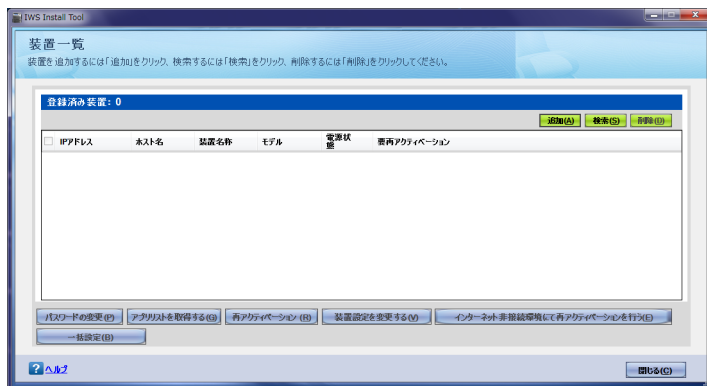 IWS Install Tool
装置一覧
装置を追加するには「追加」をクリック、検索するには「検索」をクリック、削除するには「削除」をクリックしてください。
登録済み装置: 0
追加(A) 検索(S) 削除(D)
IPアドレス ホスト名 装置名称 モデル 電源状態 要再アクティベーション
パスワードの変更(P) アプリリストを取得する(G) 再アクティベーション (R) 装置設定を変更する(V) インターネット非接続環境にて再アクティベーションを行う(E)
一括設定(B)
ヘルプ
閉じる(C)